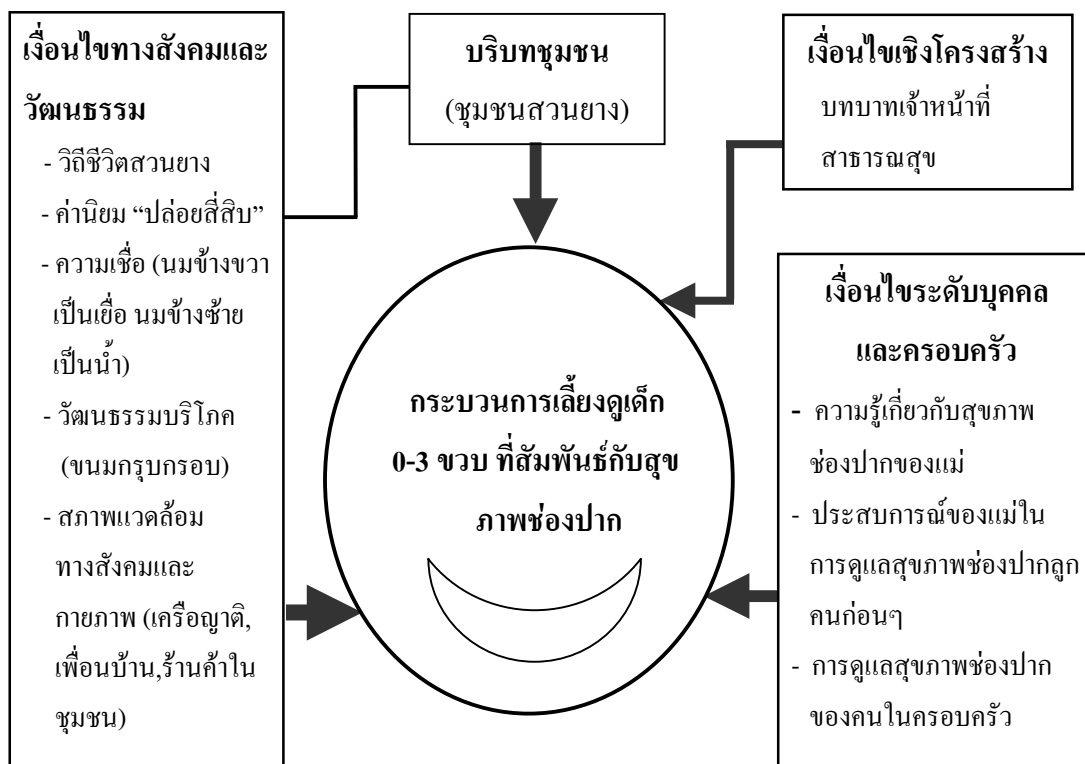 เงื่อนไขทางสังคมและ
วัฒนธรรม
- วิถีชีวิตสวนยาง
- ค่านิยม “ปล่อยสี่สิบ”
- ความเชื่อ (นมข้างขวา
เป็นเยื่อ นมข้างซ้าย
เป็นน้ำ)
- วัฒนธรรมบริโภค
(ขนมกรุบกรอบ)
- สภาพแวดล้อม
ทางสังคมและ
กายภาพ (เครือญาติ,
เพื่อนบ้าน,ร้านค้าใน
ชุมชน)
บริบทชุมชน
(ชุมชนสวนยาง)
เงื่อนไขเชิงโครงสร้าง
บทบาทเจ้าหน้าที่
สาธารณสุข
กระบวนการเลี้ยงดูเด็ก
0-3 ขวบ ที่สัมพันธ์กับสุข
ภาพช่องปาก
เงื่อนไขระดับบุคคล
และครอบครัว
- ความรู้เกี่ยวกับสุขภาพ
ช่องปากของแม่
- ประสบการณ์ของแม่ใน
การดูแลสุขภาพช่องปากลูก
คนก่อนๆ
- การดูแลสุขภาพช่องปาก
ของคนในครอบครัว